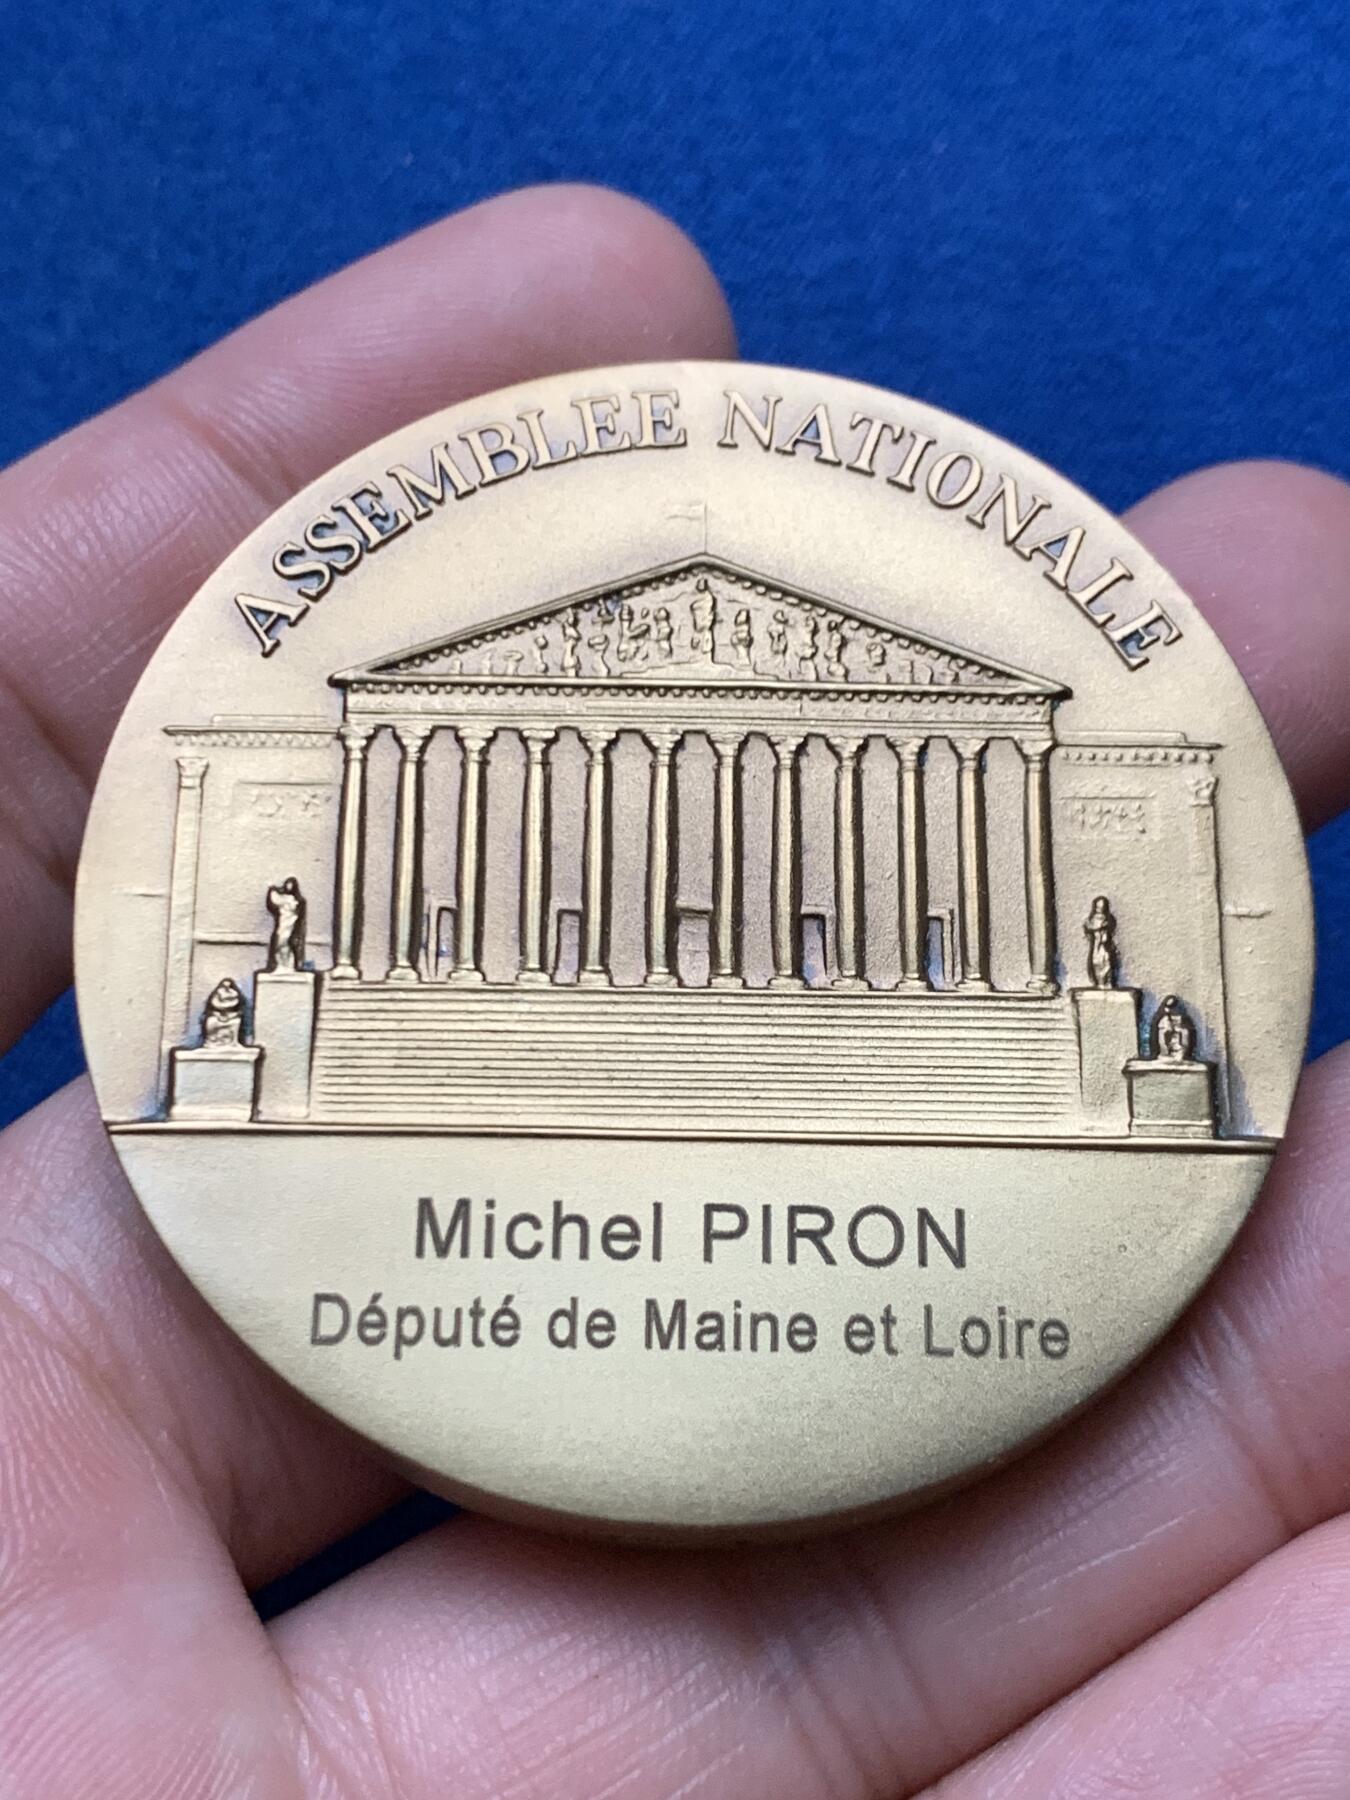 ASSEMBLEE NATIONALE
Michel PIRON
Député de Maine et Loire